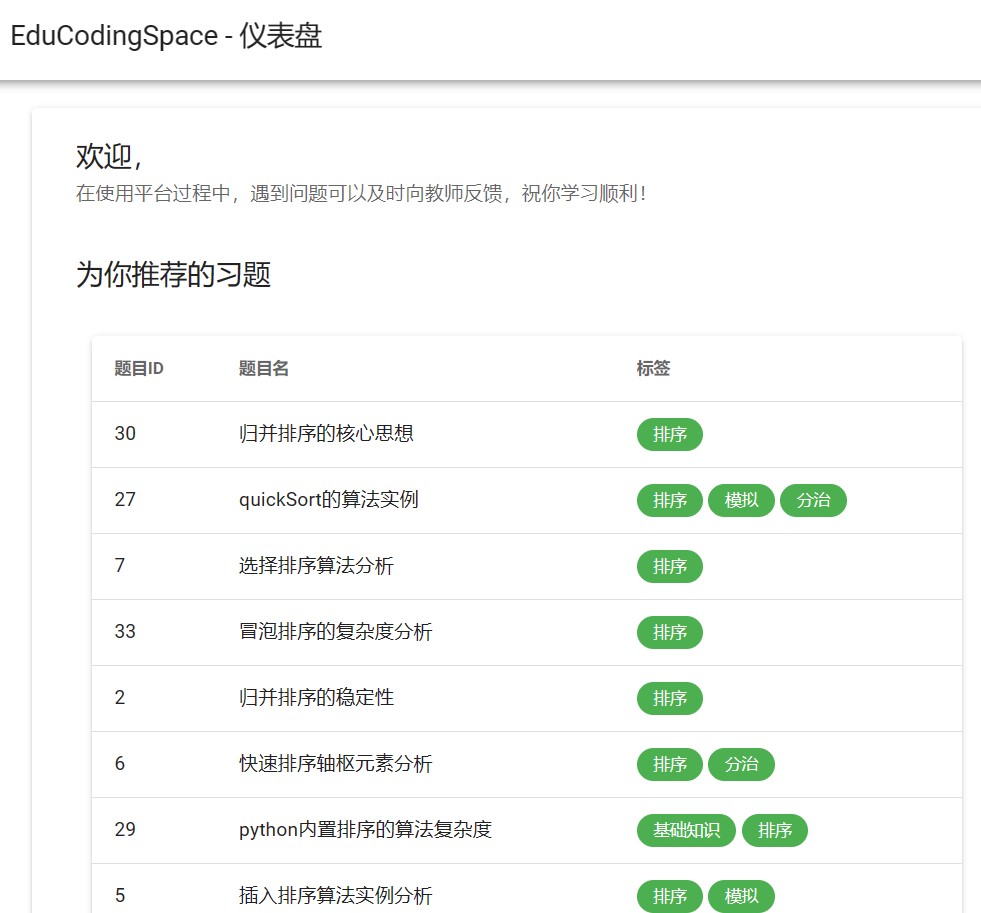 EduCodingSpace - 仪表盘
欢迎,
在使用平台过程中，遇到问题可以及时向教师反馈，祝你学习顺利！
为你推荐的习题
题目ID 题目名 标签
30 归并排序的核心思想 排序
27 quickSort的算法实例 排序 模拟 分治
7 选择排序算法分析 排序
33 冒泡排序的复杂度分析 排序
2 归并排序的稳定性 排序
6 快速排序轴枢元素分析 排序 分治
29 python内置排序的算法复杂度 基础知识 排序
5 插入排序算法实例分析 排序 模拟